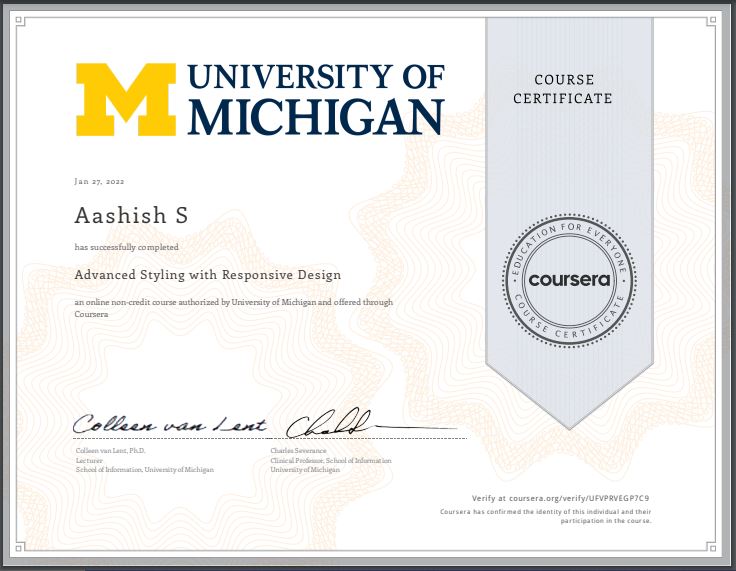 UNIVERSITY OF
MICHIGAN
COURSE
CERTIFICATE
Jan 27, 2022
Aashish S
has successfully completed
Advanced Styling with Responsive Design
an online non-credit course authorized by University of Michigan and offered through
Coursera
EDUCATION FOR EVERYONE
coursera
COURSE CERTIFICATE
Colleen van Lent
Colleen van Lent, Ph.D.
Lecturer
School of Information, University of Michigan
Charles Severance
Clinical Professor, School of Information
University of Michigan
Verify at coursera.org/verify/UFVPRVEGP7C9
Coursera has confirmed the identity of this individual and their
participation in the course.